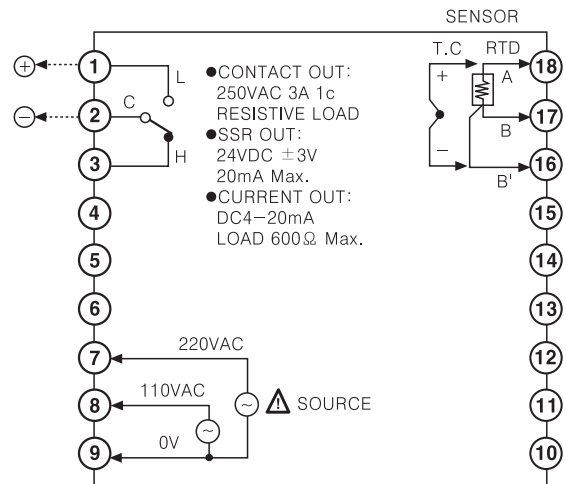 SENSOR
T.C RTD
+ A
B
−
B'
18
17
16
15
14
13
12
11
10
⊕
⊖
1
2
3
4
5
6
7
8
9
L
C
H
●CONTACT OUT:
250VAC 3A 1c
RESISTIVE LOAD
●SSR OUT:
24VDC ±3V
20mA Max.
●CURRENT OUT:
DC4−20mA
LOAD 600Ω Max.
220VAC
110VAC
0V
~
~
⚠ SOURCE